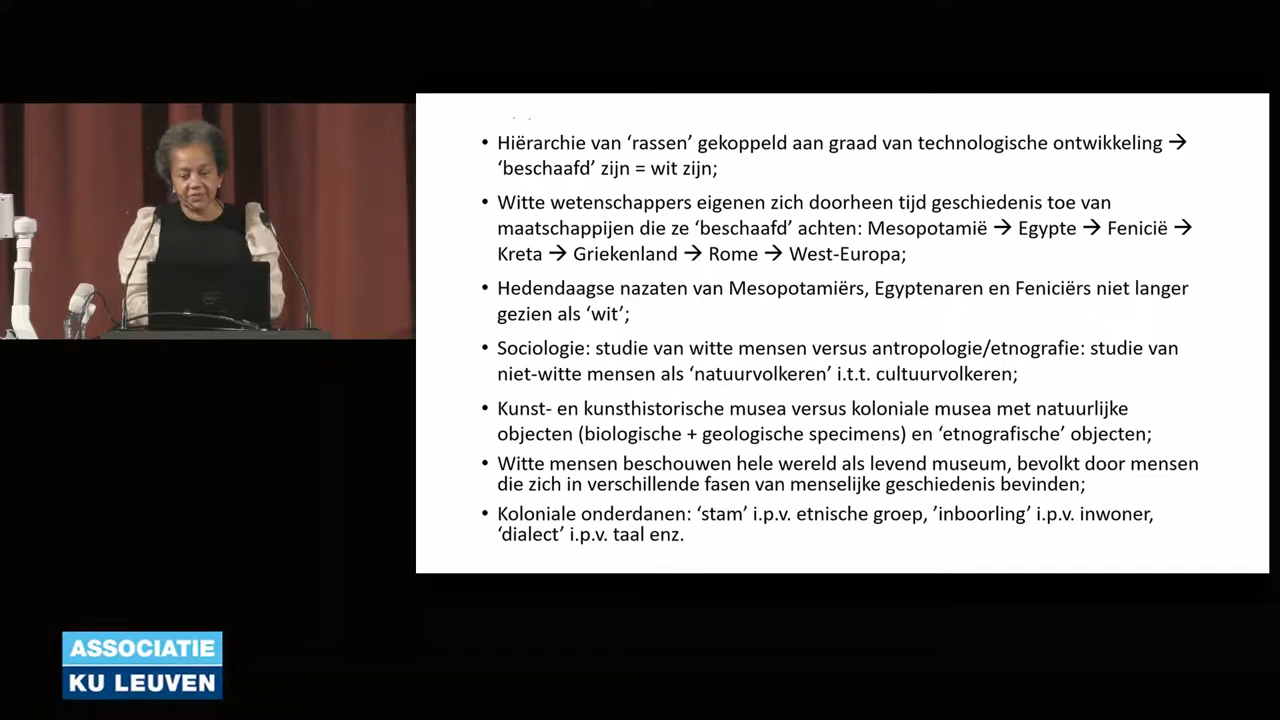 • Hiërarchie van ‘rassen’ gekoppeld aan graad van technologische ontwikkeling →
‘beschaafd’ zijn = wit zijn;
• Witte wetenschappers eigenen zich doorheen tijd geschiedenis toe van
maatschappijen die ze ‘beschaafd’ achten: Mesopotamië → Egypte → Fenicië →
Kreta → Griekenland → Rome → West-Europa;
• Hedendaagse nazaten van Mesopotamiërs, Egyptenaren en Feniciërs niet langer
gezien als ‘wit’;
• Sociologie: studie van witte mensen versus antropologie/etnografie: studie van
niet-witte mensen als ‘natuurvolkeren’ i.t.t. cultuurvolkeren;
• Kunst- en kunsthistorische musea versus koloniale musea met natuurlijke
objecten (biologische + geologische specimens) en ‘etnografische’ objecten;
• Witte mensen beschouwen hele wereld als levend museum, bevolkt door mensen
die zich in verschillende fasen van menselijke geschiedenis bevinden;
• Koloniale onderdanen: ‘stam’ i.p.v. etnische groep, ’inboorling’ i.p.v. inwoner,
‘dialect’ i.p.v. taal enz.
ASSOCIATIE
KU LEUVEN